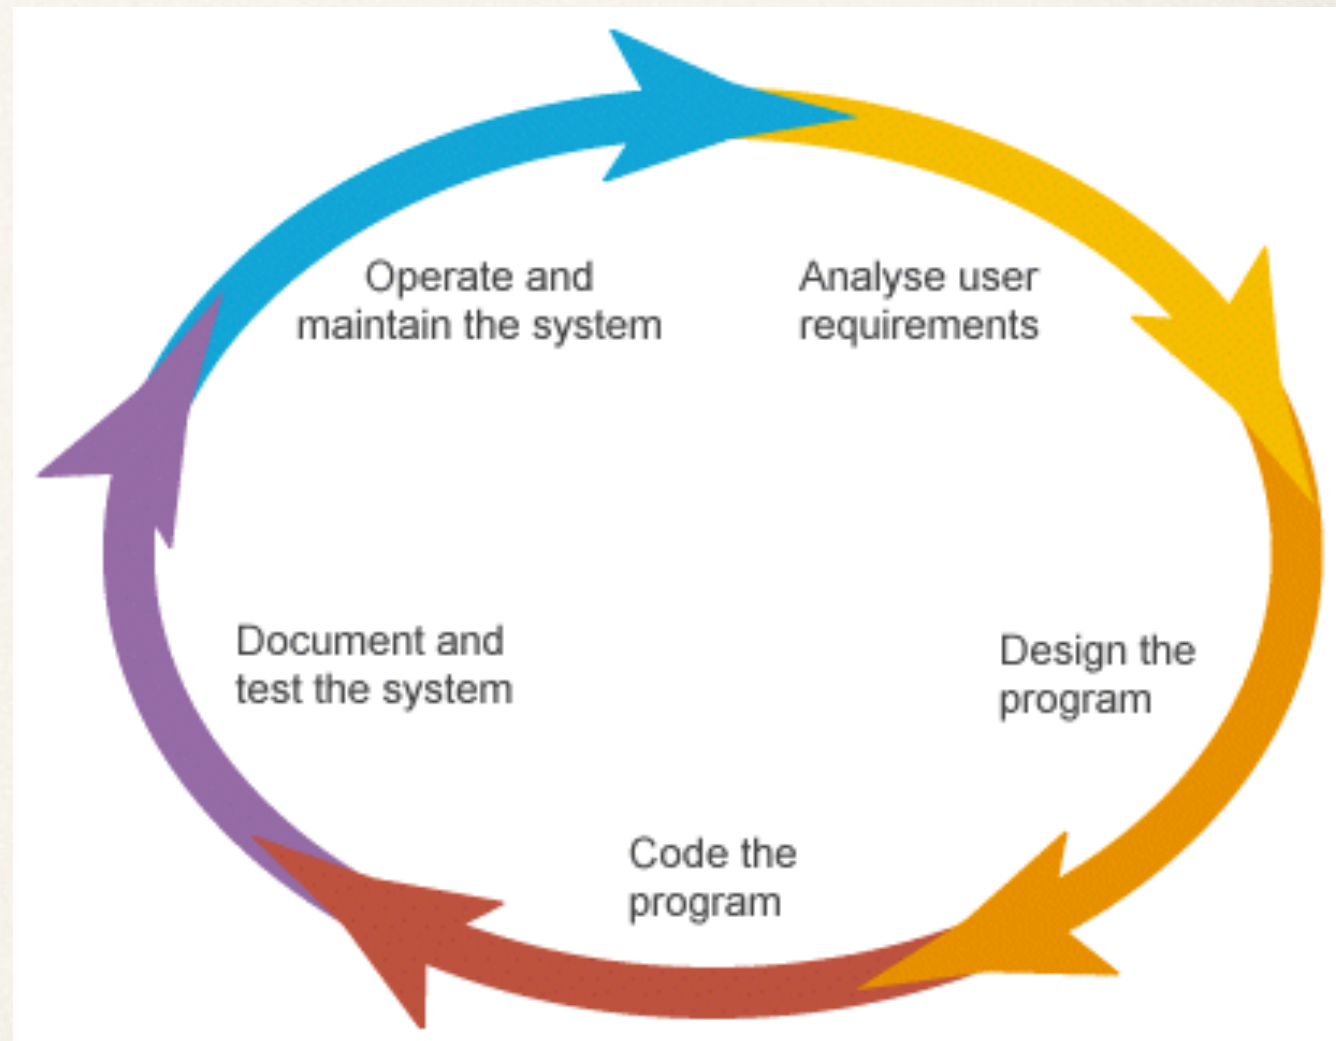 Operate and
maintain the system
Analyse user
requirements
Design the
program
Code the
program
Document and
test the system